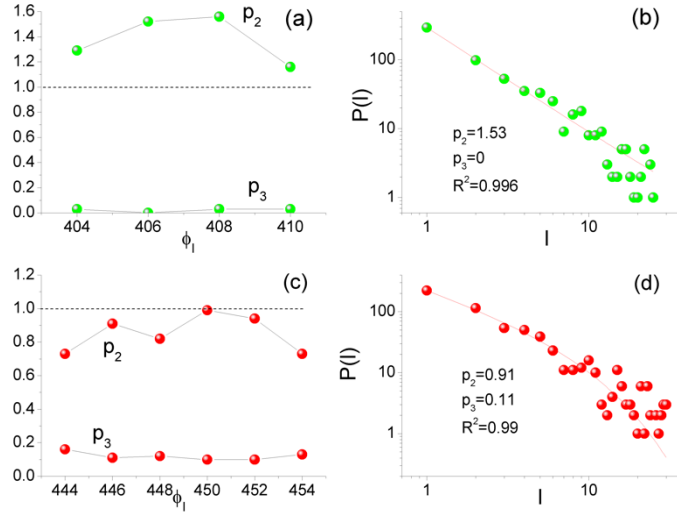 (a)
p₂
p₃
1.6
1.4
1.2
1.0
0.8
0.6
0.4
0.2
0.0
404 406 408 410
ϕ_I
(b)
P(I)
100
10
1
p₂=1.53
p₃=0
R²=0.996
1 10
I
(c)
p₂
p₃
1.2
1.0
0.8
0.6
0.4
0.2
0.0
444 446 448 450 452 454
ϕ_I
(d)
P(I)
100
10
1
p₂=0.91
p₃=0.11
R²=0.99
1 10
I